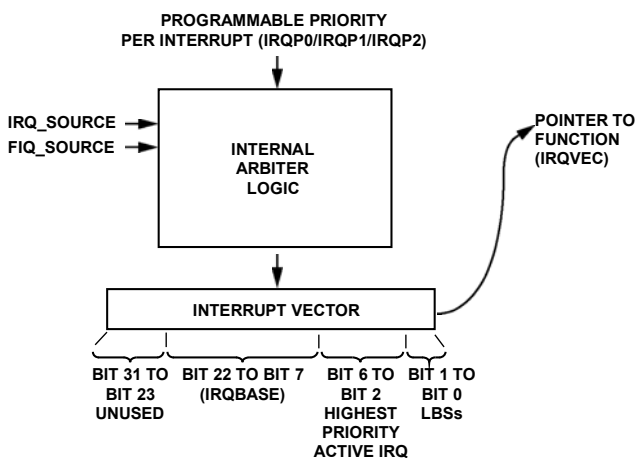 PROGRAMMABLE PRIORITY
PER INTERRUPT (IRQP0/IRQP1/IRQP2)
IRQ_SOURCE
FIQ_SOURCE
INTERNAL
ARBITER
LOGIC
POINTER TO
FUNCTION
(IRQVEC)
INTERRUPT VECTOR
BIT 31 TO
BIT 23
UNUSED
BIT 22 TO BIT 7
(IRQBASE)
BIT 6 TO
BIT 2
HIGHEST
PRIORITY
ACTIVE IRQ
BIT 1 TO
BIT 0
LBSs